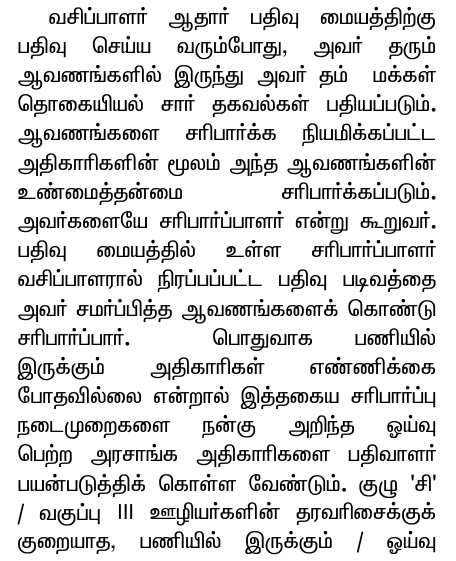 வசிப்பாளர் ஆதார் பதிவு மையத்திற்கு
பதிவு செய்ய வரும்போது, அவர் தரும்
ஆவணங்களில் இருந்து அவர் தம் மக்கள்
தொகையியல் சார் தகவல்கள் பதியப்படும்.
ஆவணங்களை சரிபார்க்க நியமிக்கப்பட்ட
அதிகாரிகளின் மூலம் அந்த ஆவணங்களின்
உண்மைத்தன்மை சரிபார்க்கப்படும்.
அவர்களையே சரிபார்ப்பாளர் என்று கூறுவர்.
பதிவு மையத்தில் உள்ள சரிபார்ப்பாளர்
வசிப்பாளரால் நிரப்பப்பட்ட பதிவு படிவத்தை
அவர் சமர்ப்பித்த ஆவணங்களைக் கொண்டு
சரிபார்ப்பார். பொதுவாக பணியில்
இருக்கும் அதிகாரிகள் எண்ணிக்கை
போதவில்லை என்றால் இத்தகைய சரிபார்ப்பு
நடைமுறைகளை நன்கு அறிந்த ஓய்வு
பெற்ற அரசாங்க அதிகாரிகளை பதிவாளர்
பயன்படுத்திக் கொள்ள வேண்டும். குழு 'சி'
/ வகுப்பு III ஊழியர்களின் தரவரிசைக்குக்
குறையாத, பணியில் இருக்கும் / ஓய்வு